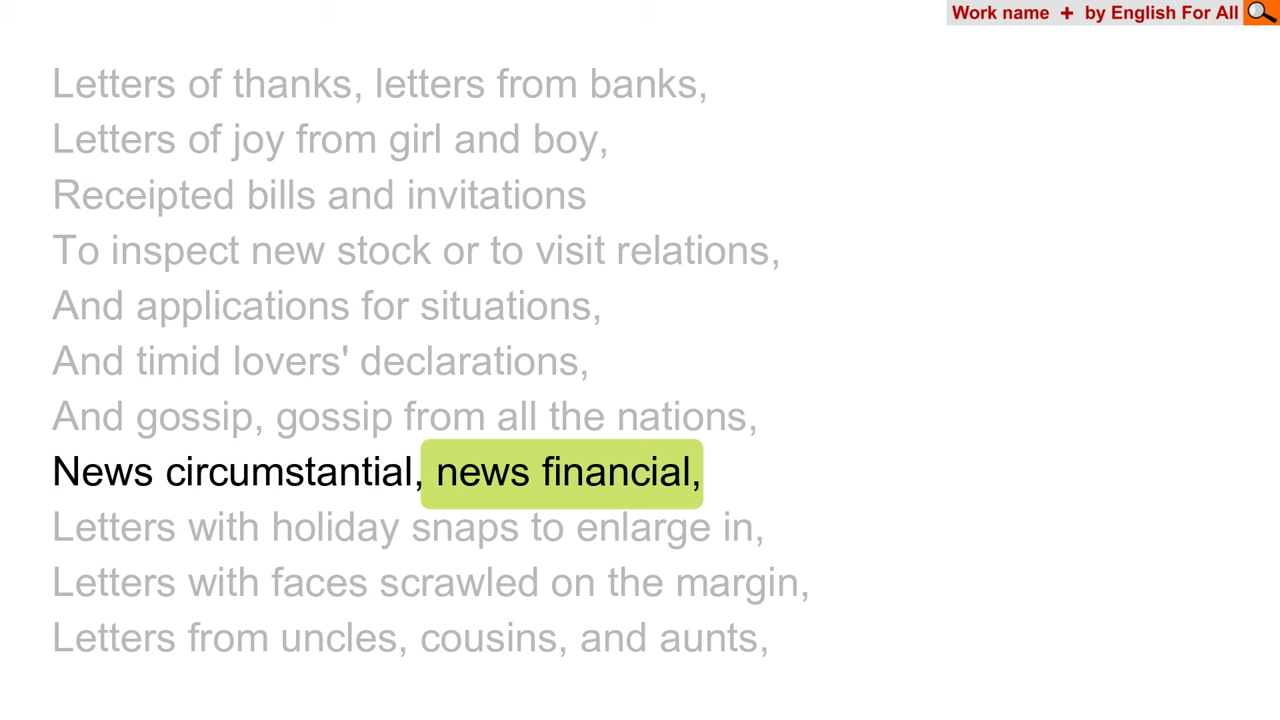 Work name + by English For All
Letters of thanks, letters from banks,
Letters of joy from girl and boy,
Receipted bills and invitations
To inspect new stock or to visit relations,
And applications for situations,
And timid lovers' declarations,
And gossip, gossip from all the nations,
News circumstantial, news financial,
Letters with holiday snaps to enlarge in,
Letters with faces scrawled on the margin,
Letters from uncles, cousins, and aunts,